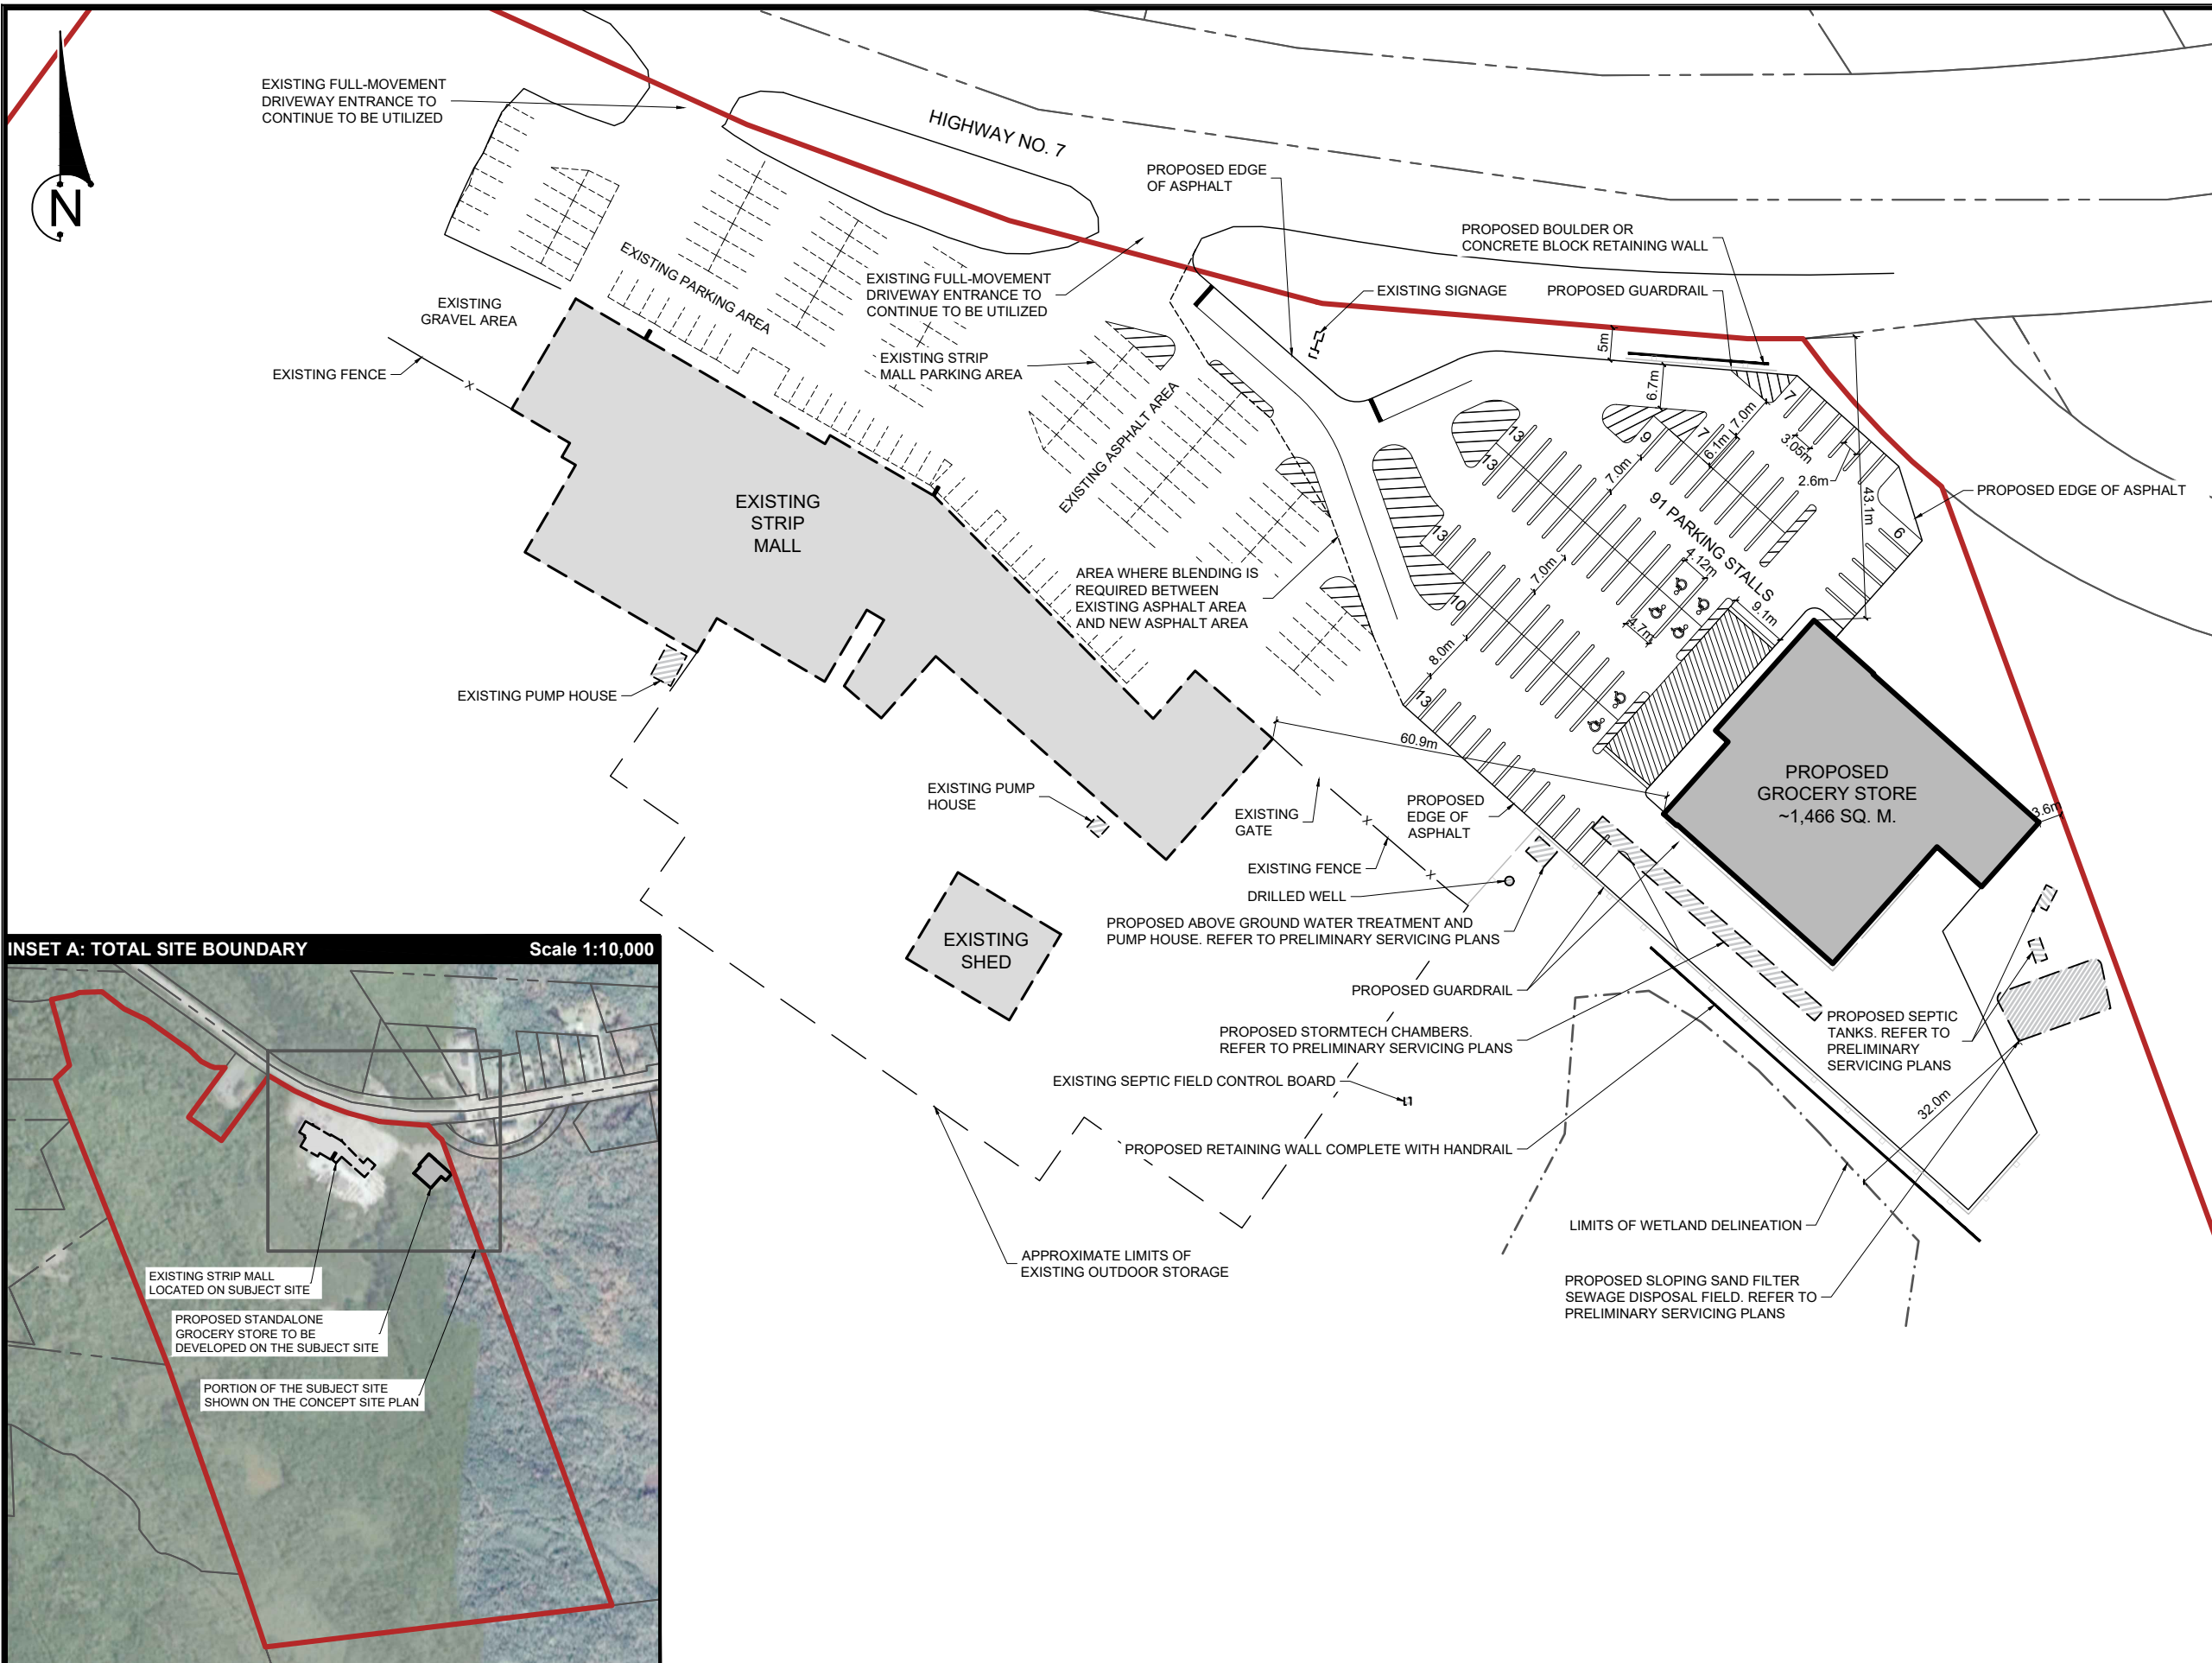 N
EXISTING FULL-MOVEMENT
DRIVEWAY ENTRANCE TO
CONTINUE TO BE UTILIZED
HIGHWAY NO. 7
PROPOSED EDGE
OF ASPHALT
PROPOSED BOULDER OR
CONCRETE BLOCK RETAINING WALL
EXISTING PARKING AREA
EXISTING FULL-MOVEMENT
DRIVEWAY ENTRANCE TO
CONTINUE TO BE UTILIZED
EXISTING SIGNAGE
PROPOSED GUARDRAIL
EXISTING
GRAVEL AREA
EXISTING FENCE
X
EXISTING STRIP
MALL PARKING AREA
EXISTING ASPHALT AREA
5m
6.7m
7
7.0m
3.05m
2.6m
43.1m
PROPOSED EDGE OF ASPHALT
13
13
9
7
6.1m
7.0m
91 PARKING STALLS
6
EXISTING
STRIP
MALL
13
10
7.0m
4.12m
4.7m
9.1m
AREA WHERE BLENDING IS
REQUIRED BETWEEN
EXISTING ASPHALT AREA
AND NEW ASPHALT AREA
8.0m
13
EXISTING PUMP HOUSE
60.9m
PROPOSED
GROCERY STORE
~1,466 SQ. M.
3.6m
EXISTING PUMP
HOUSE
EXISTING
GATE
X
PROPOSED
EDGE OF
ASPHALT
EXISTING FENCE
X
DRILLED WELL
PROPOSED ABOVE GROUND WATER TREATMENT AND
PUMP HOUSE. REFER TO PRELIMINARY SERVICING PLANS
EXISTING
SHED
PROPOSED GUARDRAIL
PROPOSED STORMTECH CHAMBERS.
REFER TO PRELIMINARY SERVICING PLANS
PROPOSED SEPTIC
TANKS. REFER TO
PRELIMINARY
SERVICING PLANS
EXISTING SEPTIC FIELD CONTROL BOARD
32.0m
PROPOSED RETAINING WALL COMPLETE WITH HANDRAIL
LIMITS OF WETLAND DELINEATION
APPROXIMATE LIMITS OF
EXISTING OUTDOOR STORAGE
PROPOSED SLOPING SAND FILTER
SEWAGE DISPOSAL FIELD. REFER TO
PRELIMINARY SERVICING PLANS
INSET A: TOTAL SITE BOUNDARY Scale 1:10,000
EXISTING STRIP MALL
LOCATED ON SUBJECT SITE
PROPOSED STANDALONE
GROCERY STORE TO BE
DEVELOPED ON THE SUBJECT SITE
PORTION OF THE SUBJECT SITE
SHOWN ON THE CONCEPT SITE PLAN